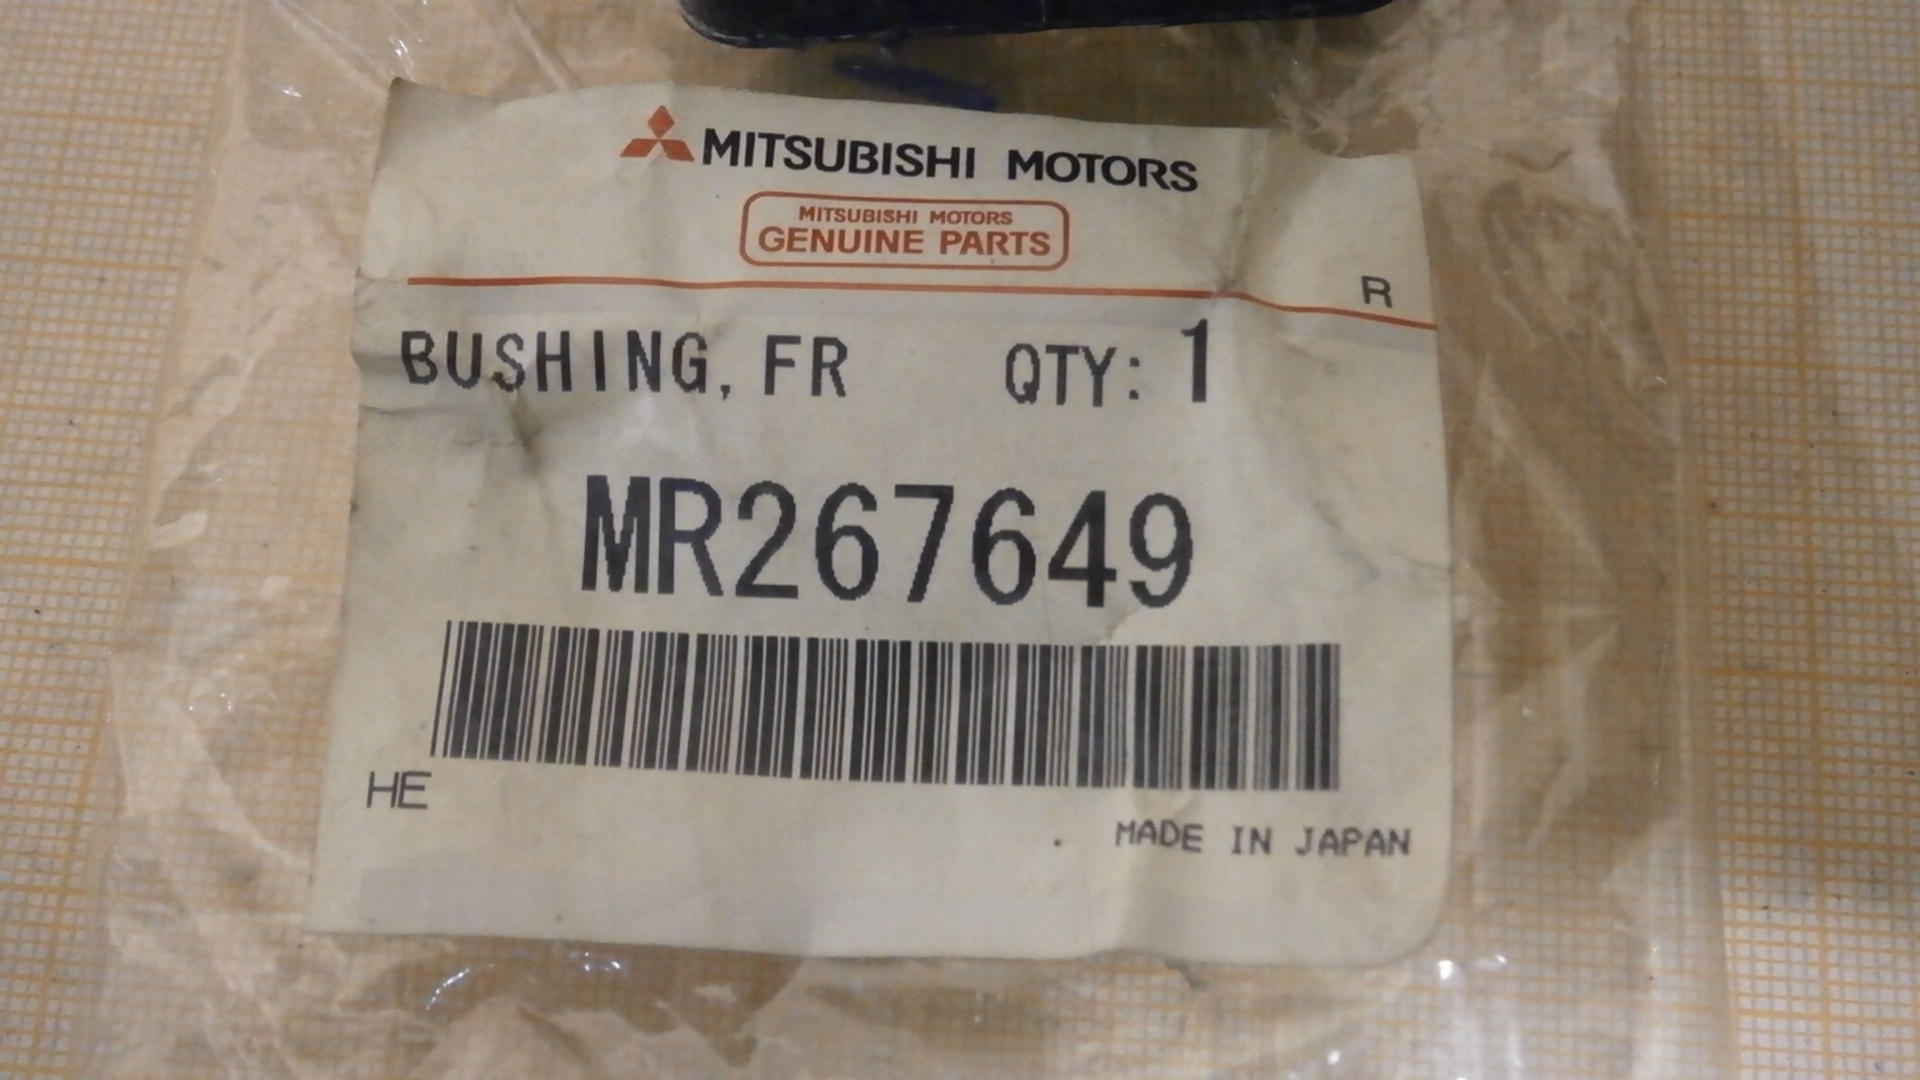 MITSUBISHI MOTORS
MITSUBISHI MOTORS
GENUINE PARTS
R
BUSHING, FR QTY: 1
MR267649
HE
MADE IN JAPAN